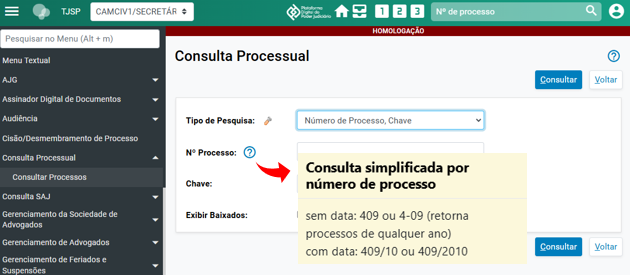 TJSP
CAMCIV1/SECRETÁR
Plataforma
Digital do
Poder Judiciário
1 2 3
Nº de processo
HOMOLOGAÇÃO
Pesquisar no Menu (Alt + m)
Menu Textual
AJG
Assinador Digital de Documentos
Audiência
Cisão/Desmembramento de Processo
Consulta Processual
Consultar Processos
Consulta SAJ
Gerenciamento da Sociedade de
Advogados
Gerenciamento de Advogados
Gerenciamento de Feriados e
Suspensões
Consulta Processual
Consultar Voltar
Tipo de Pesquisa: Número de Processo, Chave
Nº Processo:
Chave:
Exibir Baixados:
Consulta simplificada por
número de processo
sem data: 409 ou 4-09 (retorna
processos de qualquer ano)
com data: 409/10 ou 409/2010
Consultar Voltar